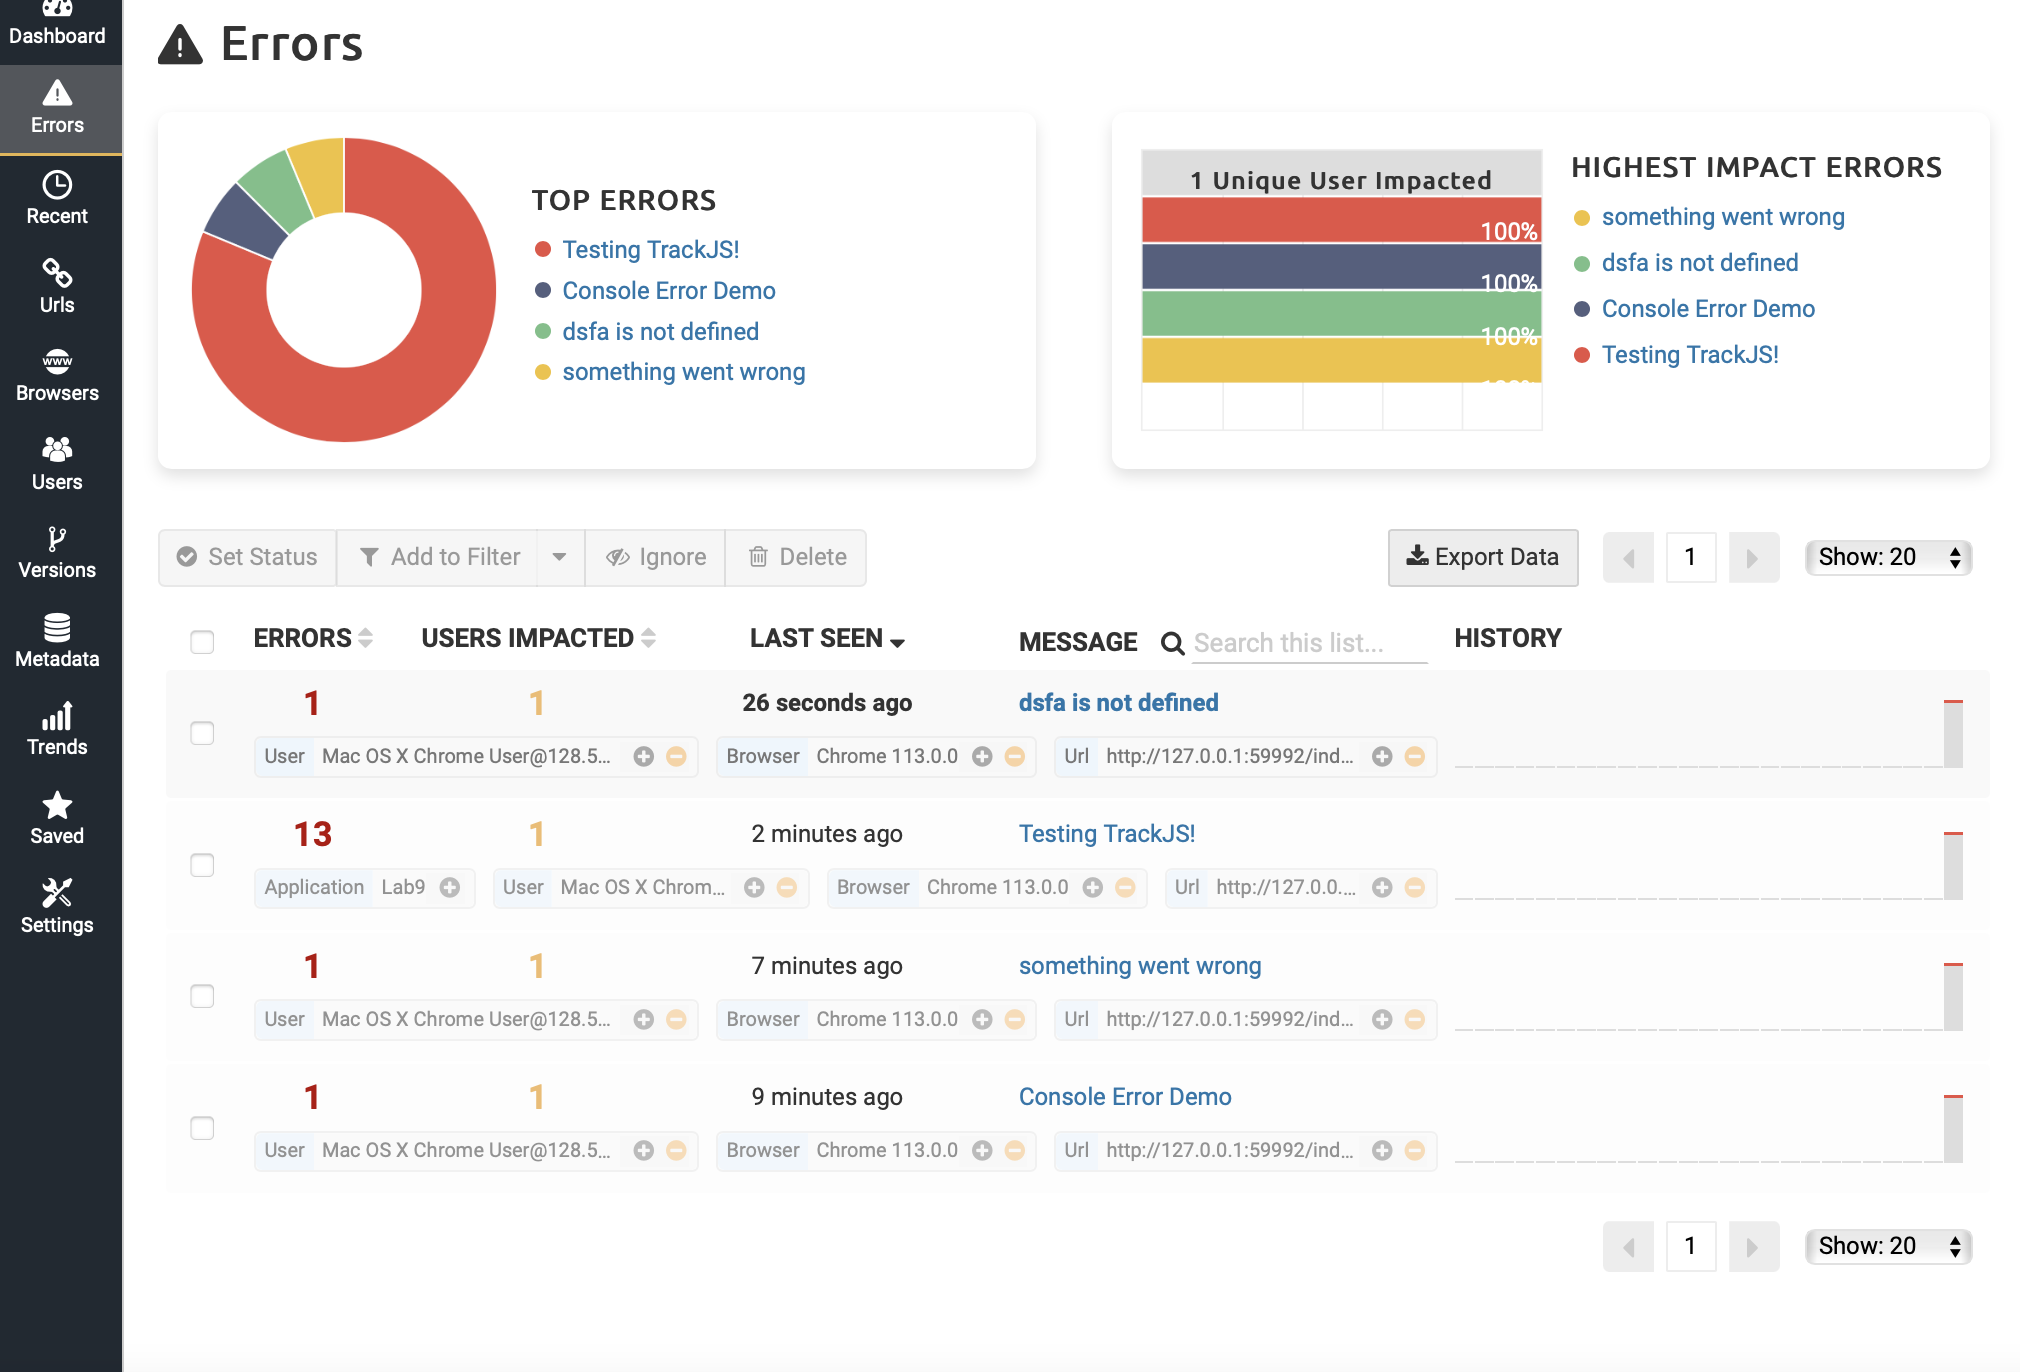 Dashboard
Errors
Recent
Urls
www
Browsers
Users
Versions
Metadata
Trends
Saved
Settings
Errors
TOP ERRORS
Testing TrackJS!
Console Error Demo
dsfa is not defined
something went wrong
1 Unique User Impacted
100%
100%
100%
100%
HIGHEST IMPACT ERRORS
something went wrong
dsfa is not defined
Console Error Demo
Testing TrackJS!
Set Status Add to Filter Ignore Delete
Export Data 1 Show: 20
ERRORS USERS IMPACTED LAST SEEN MESSAGE Search this list... HISTORY
1 1 26 seconds ago dsfa is not defined
User Mac OS X Chrome User@128.5... Browser Chrome 113.0.0 Url http://127.0.0.1:59992/ind...
13 1 2 minutes ago Testing TrackJS!
Application Lab9 User Mac OS X Chrom... Browser Chrome 113.0.0 Url http://127.0.0....
1 1 7 minutes ago something went wrong
User Mac OS X Chrome User@128.5... Browser Chrome 113.0.0 Url http://127.0.0.1:59992/ind...
1 1 9 minutes ago Console Error Demo
User Mac OS X Chrome User@128.5... Browser Chrome 113.0.0 Url http://127.0.0.1:59992/ind...
1 Show: 20